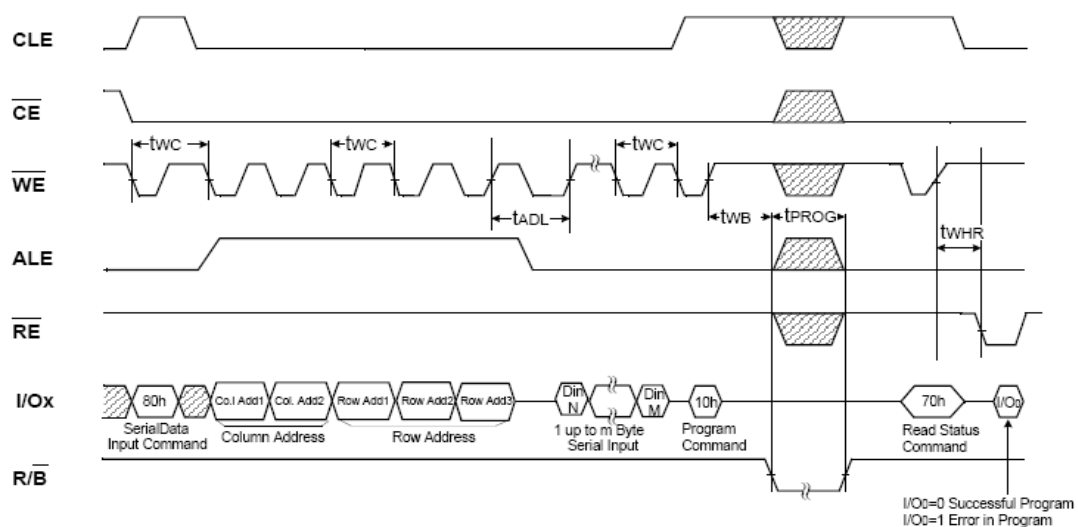 CLE
CE
tWC tWC tWC
WE
tADL tWB tPROG
tWHR
ALE
RE
I/Ox 80h Co.l Add1 Col. Add2 Row Add1 Row Add2 Row Add3 Din N Din M 10h 70h I/O0
SerialData Input Command
Column Address
Row Address
1 up to m Byte Serial Input
Program Command
Read Status Command
R/B
I/O0=0 Successful Program
I/O0=1 Error in Program